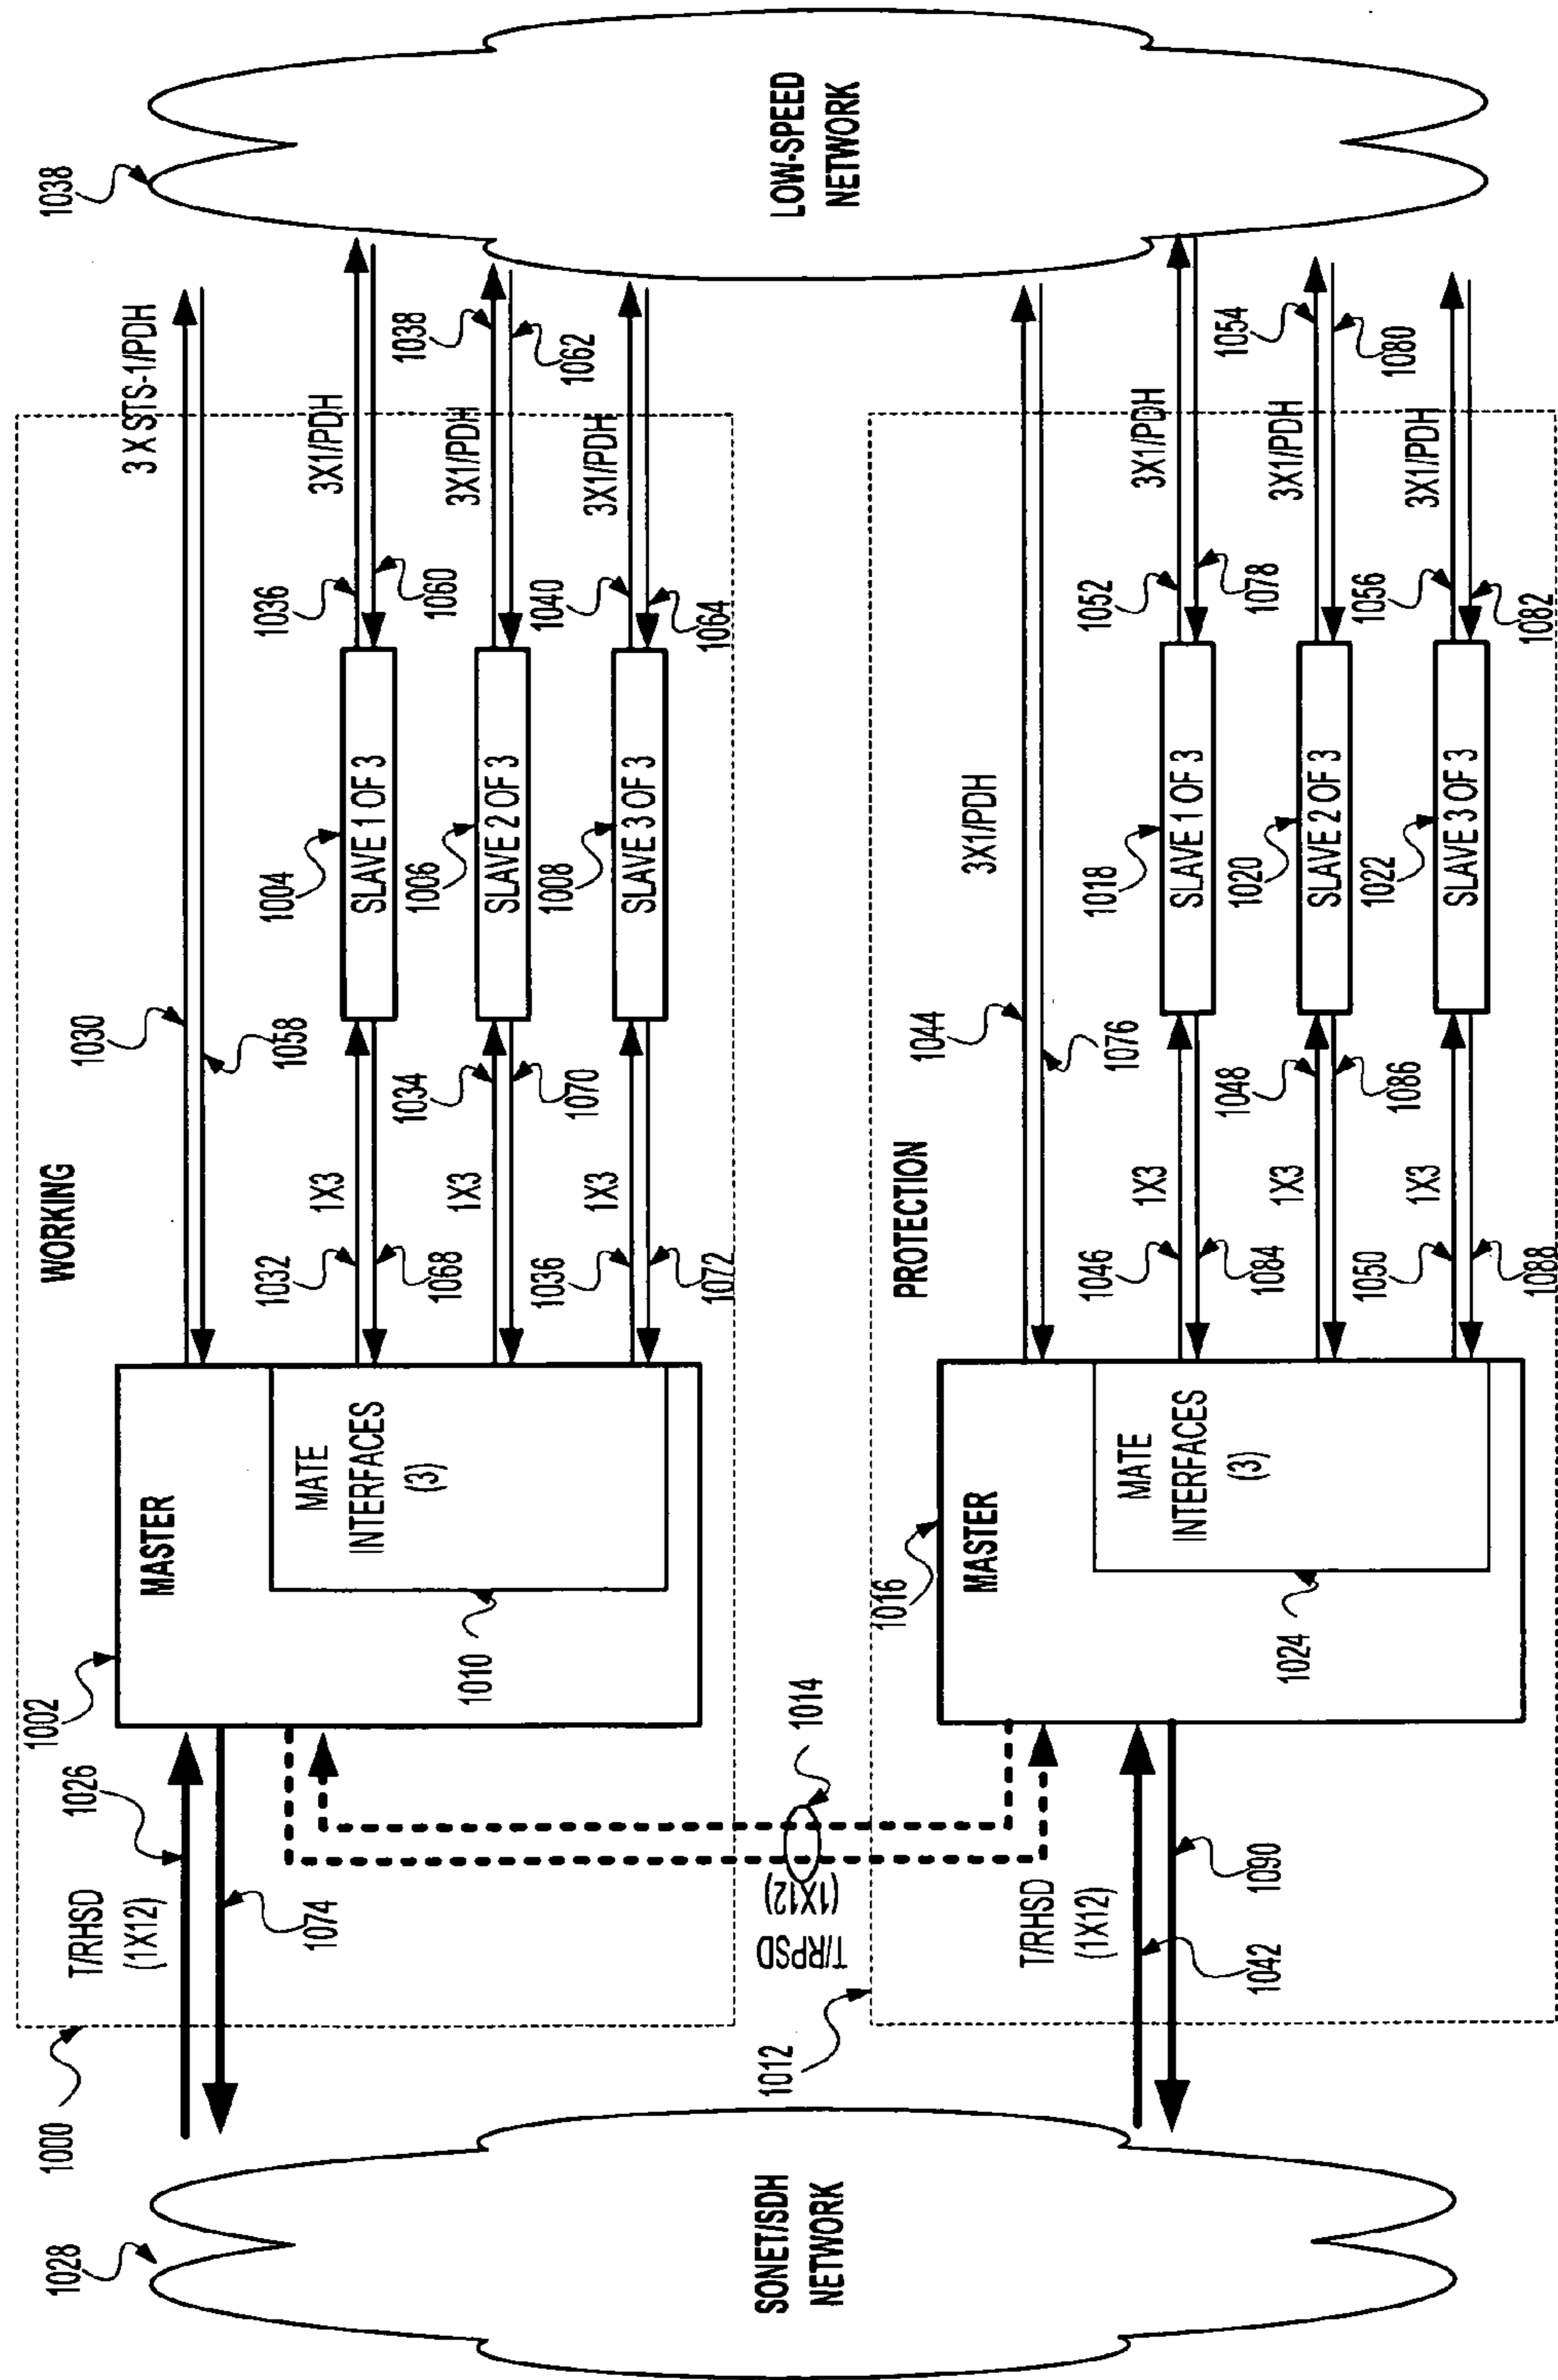 1028
SONET/SDH
NETWORK
1000
1026
T/RHSD
(1X12)
1074
1002
WORKING
MASTER
MATE
INTERFACES
(3)
1010
1030
1058
3 X STS-1/PDH
1032
1X3
1068
1004
SLAVE 1 OF 3
1036
3X1/PDH
1060
1034
1X3
1070
1006
SLAVE 2 OF 3
3X1/PDH
1038
1062
1036
1X3
1072
1008
SLAVE 3 OF 3
1040
3X1/PDH
1064
1038
LOW-SPEED
NETWORK
T/RPSD
(1X12)
1014
1012
T/RHSD
(1X12)
1042
1090
PROTECTION
1016
MASTER
MATE
INTERFACES
(3)
1024
1044
1076
3X1/PDH
1046
1X3
1084
1018
SLAVE 1 OF 3
1052
3X1/PDH
1078
1048
1X3
1086
1020
SLAVE 2 OF 3
3X1/PDH
1054
1080
1050
1X3
1088
1022
SLAVE 3 OF 3
1056
3X1/PDH
1082